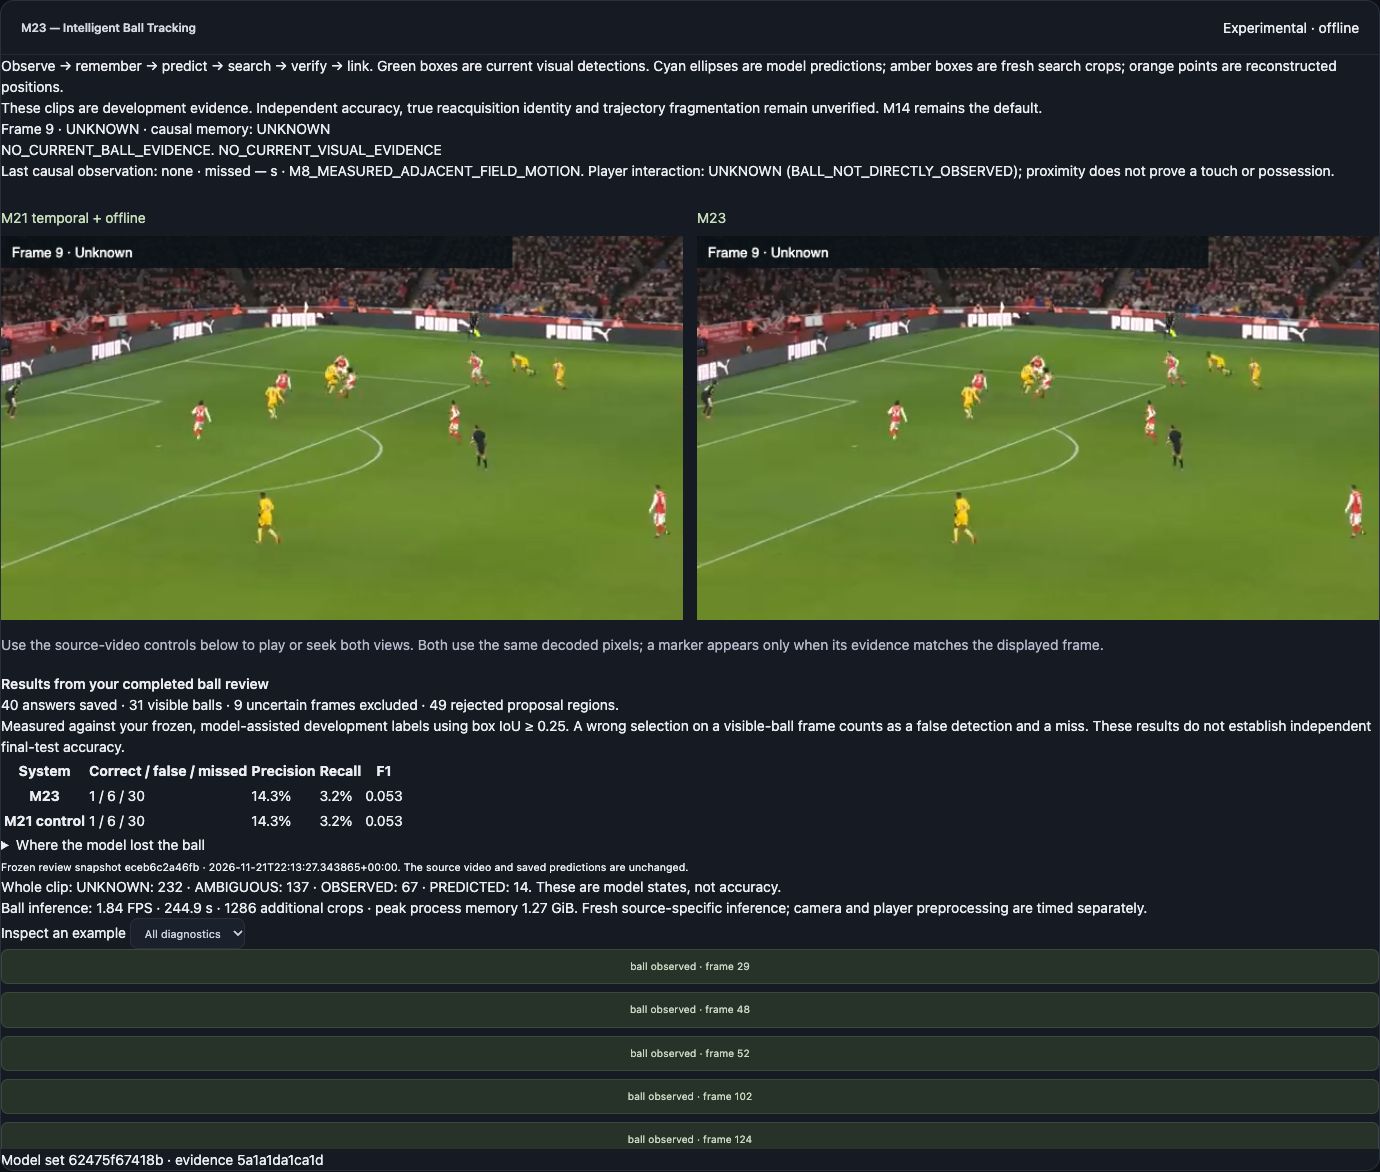 M23 — Intelligent Ball Tracking
Experimental · offline
Observe → remember → predict → search → verify → link. Green boxes are current visual detections. Cyan ellipses are model predictions; amber boxes are fresh search crops; orange points are reconstructed
positions.
These clips are development evidence. Independent accuracy, true reacquisition identity and trajectory fragmentation remain unverified. M14 remains the default.
Frame 9 · UNKNOWN · causal memory: UNKNOWN
NO_CURRENT_BALL_EVIDENCE. NO_CURRENT_VISUAL_EVIDENCE
Last causal observation: none · missed — s · M8_MEASURED_ADJACENT_FIELD_MOTION. Player interaction: UNKNOWN (BALL_NOT_DIRECTLY_OBSERVED); proximity does not prove a touch or possession.
M21 temporal + offline
M23
Frame 9 · Unknown
Frame 9 · Unknown
PUMA
PUMA
PUMA
PUMA
PUMA
PUMA
PUMA
PUMA
PUMA
PUMA
Use the source-video controls below to play or seek both views. Both use the same decoded pixels; a marker appears only when its evidence matches the displayed frame.
Results from your completed ball review
40 answers saved · 31 visible balls · 9 uncertain frames excluded · 49 rejected proposal regions.
Measured against your frozen, model-assisted development labels using box IoU ≥ 0.25. A wrong selection on a visible-ball frame counts as a false detection and a miss. These results do not establish independent
final-test accuracy.
System Correct / false / missed Precision Recall F1
M23 1 / 6 / 30 14.3% 3.2% 0.053
M21 control 1 / 6 / 30 14.3% 3.2% 0.053
▶ Where the model lost the ball
Frozen review snapshot eceb6c2a46fb · 2026-11-21T22:13:27.343865+00:00. The source video and saved predictions are unchanged.
Whole clip: UNKNOWN: 232 · AMBIGUOUS: 137 · OBSERVED: 67 · PREDICTED: 14. These are model states, not accuracy.
Ball inference: 1.84 FPS · 244.9 s · 1286 additional crops · peak process memory 1.27 GiB. Fresh source-specific inference; camera and player preprocessing are timed separately.
Inspect an example All diagnostics
ball observed · frame 29
ball observed · frame 48
ball observed · frame 52
ball observed · frame 102
ball observed · frame 124
Model set 62475f67418b · evidence 5a1a1da1ca1d